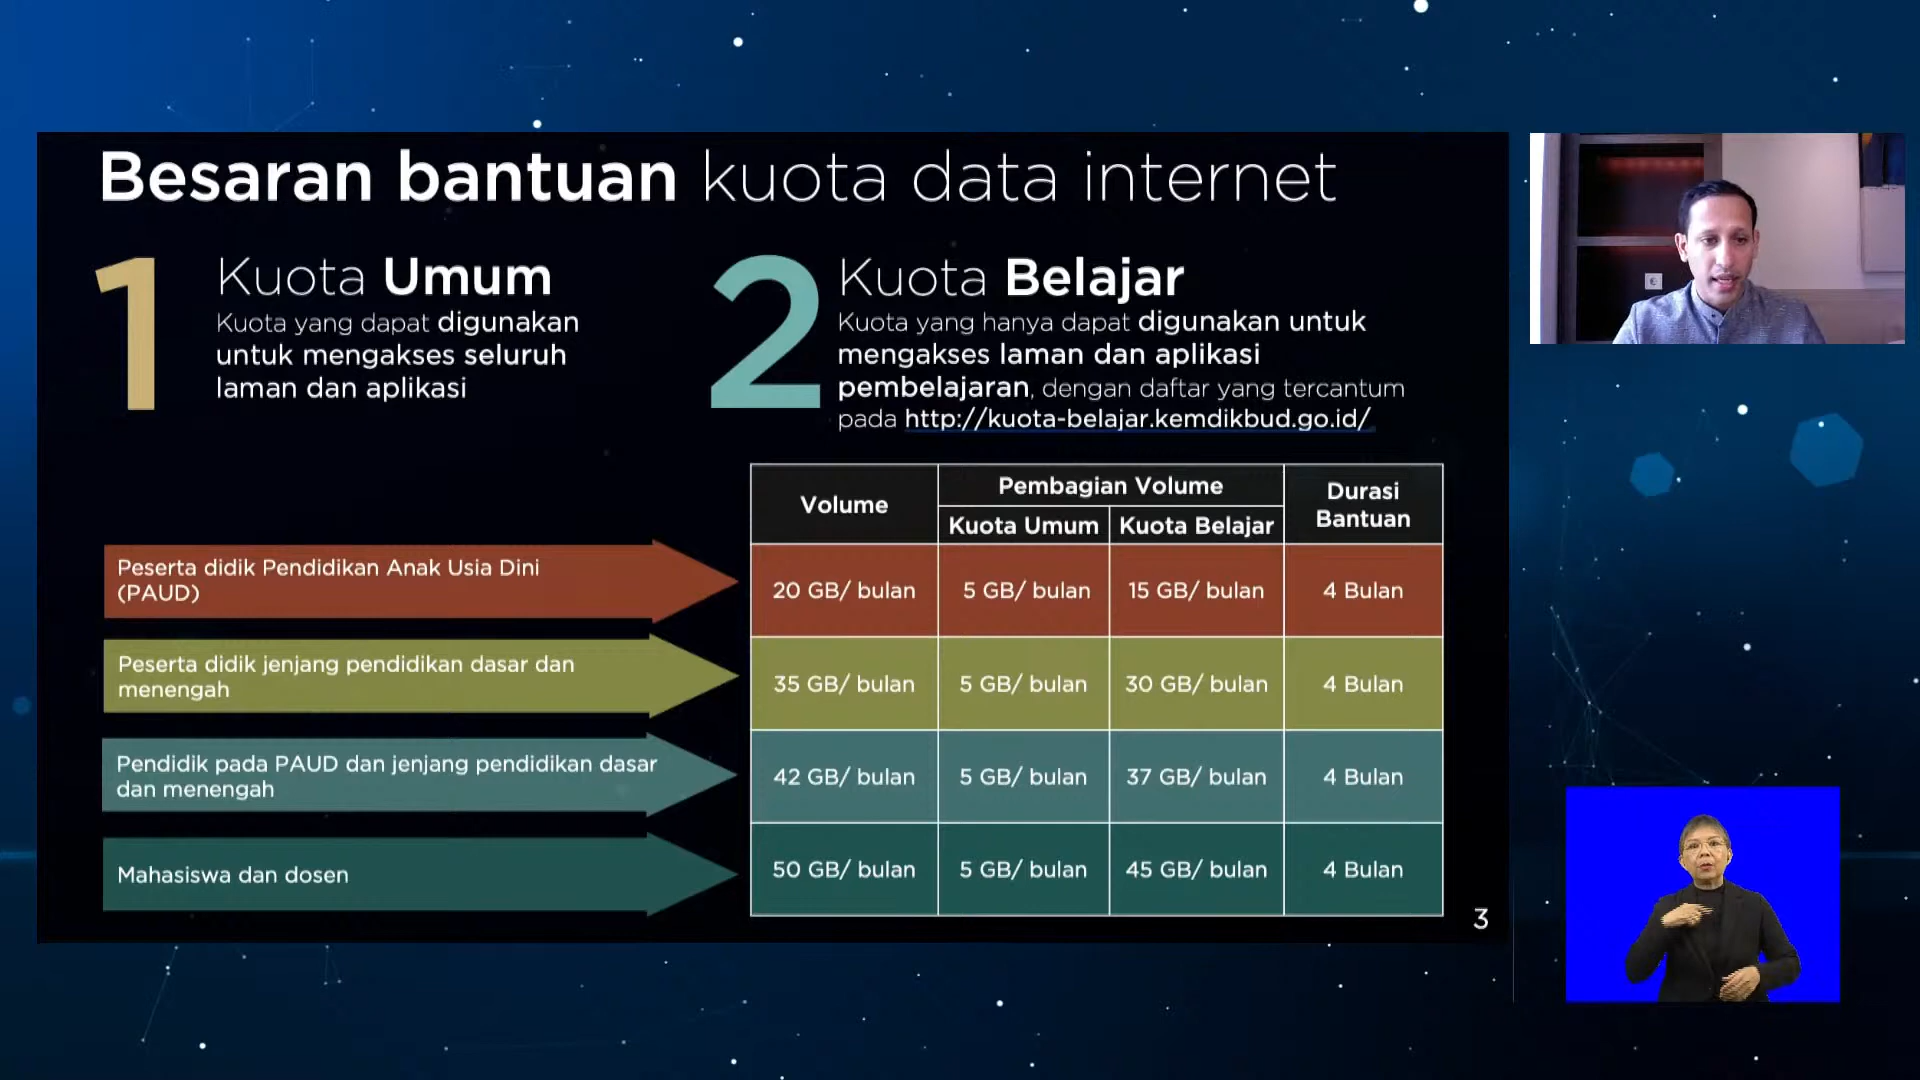 Besaran bantuan kuota data internet
1
Kuota Umum
Kuota yang dapat digunakan
untuk mengakses seluruh
laman dan aplikasi
2
Kuota Belajar
Kuota yang hanya dapat digunakan untuk
mengakses laman dan aplikasi
pembelajaran, dengan daftar yang tercantum
pada http://kuota-belajar.kemdikbud.go.id/
Volume
Pembagian Volume
Kuota Umum
Kuota Belajar
Durasi
Bantuan
Peserta didik Pendidikan Anak Usia Dini
(PAUD)
20 GB/ bulan
5 GB/ bulan
15 GB/ bulan
4 Bulan
Peserta didik jenjang pendidikan dasar dan
menengah
35 GB/ bulan
5 GB/ bulan
30 GB/ bulan
4 Bulan
Pendidik pada PAUD dan jenjang pendidikan dasar
dan menengah
42 GB/ bulan
5 GB/ bulan
37 GB/ bulan
4 Bulan
Mahasiswa dan dosen
50 GB/ bulan
5 GB/ bulan
45 GB/ bulan
4 Bulan
3